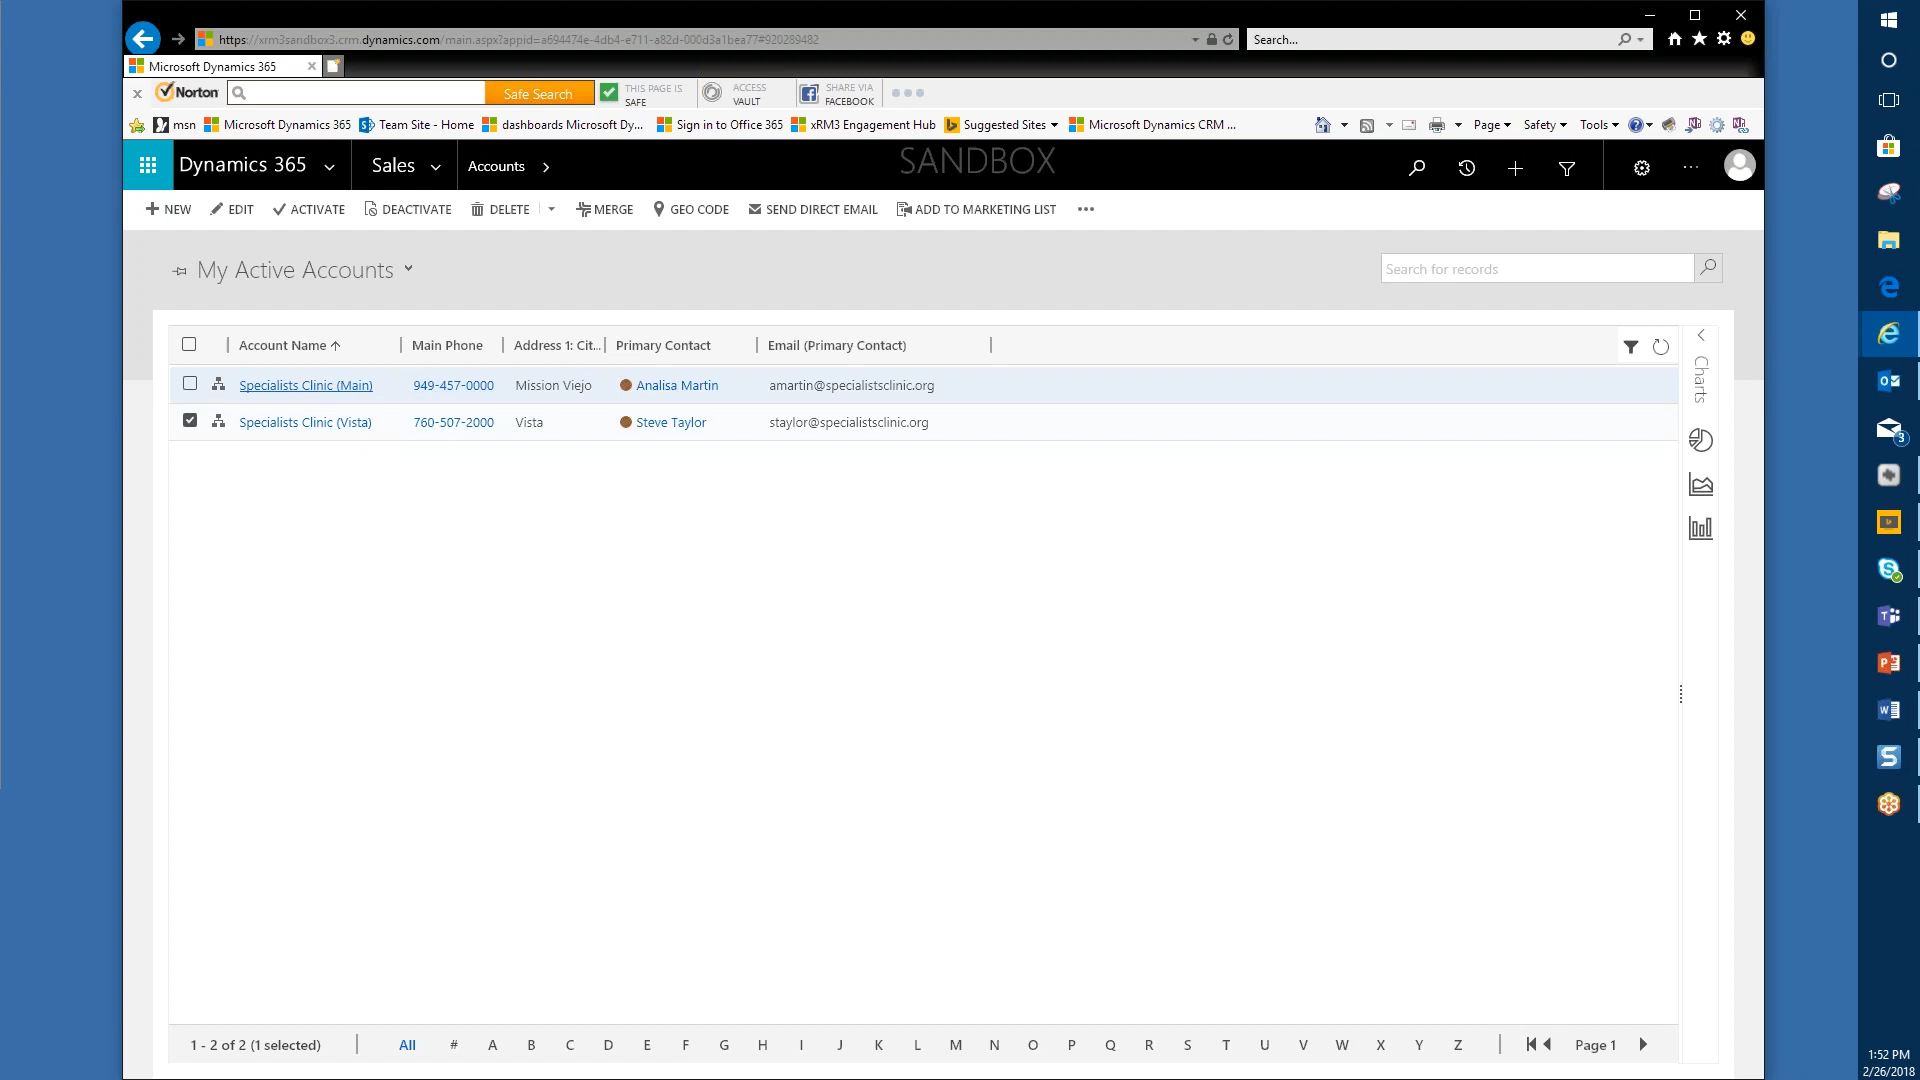 https://xrm3sandbox3.crm.dynamics.com/main.aspx?appid=a694474e-4db4-e711-a82d-000d3a1bea77#920289482
Search...
Microsoft Dynamics 365
Norton
Safe Search
THIS PAGE IS
SAFE
ACCESS
VAULT
SHARE VIA
FACEBOOK
msn
Microsoft Dynamics 365
Team Site - Home
dashboards Microsoft Dy...
Sign in to Office 365
xRM3 Engagement Hub
Suggested Sites
Microsoft Dynamics CRM ...
Page
Safety
Tools
Dynamics 365
Sales
Accounts
SANDBOX
NEW
EDIT
ACTIVATE
DEACTIVATE
DELETE
MERGE
GEO CODE
SEND DIRECT EMAIL
ADD TO MARKETING LIST
My Active Accounts
Search for records
Account Name
Main Phone
Address 1: Cit...
Primary Contact
Email (Primary Contact)
Charts
Specialists Clinic (Main)
949-457-0000
Mission Viejo
Analisa Martin
amartin@specialistsclinic.org
Specialists Clinic (Vista)
760-507-2000
Vista
Steve Taylor
staylor@specialistsclinic.org
3
1 - 2 of 2 (1 selected)
All # A B C D E F G H I J K L M N O P Q R S T U V W X Y Z
Page 1
1:52 PM
2/26/2018